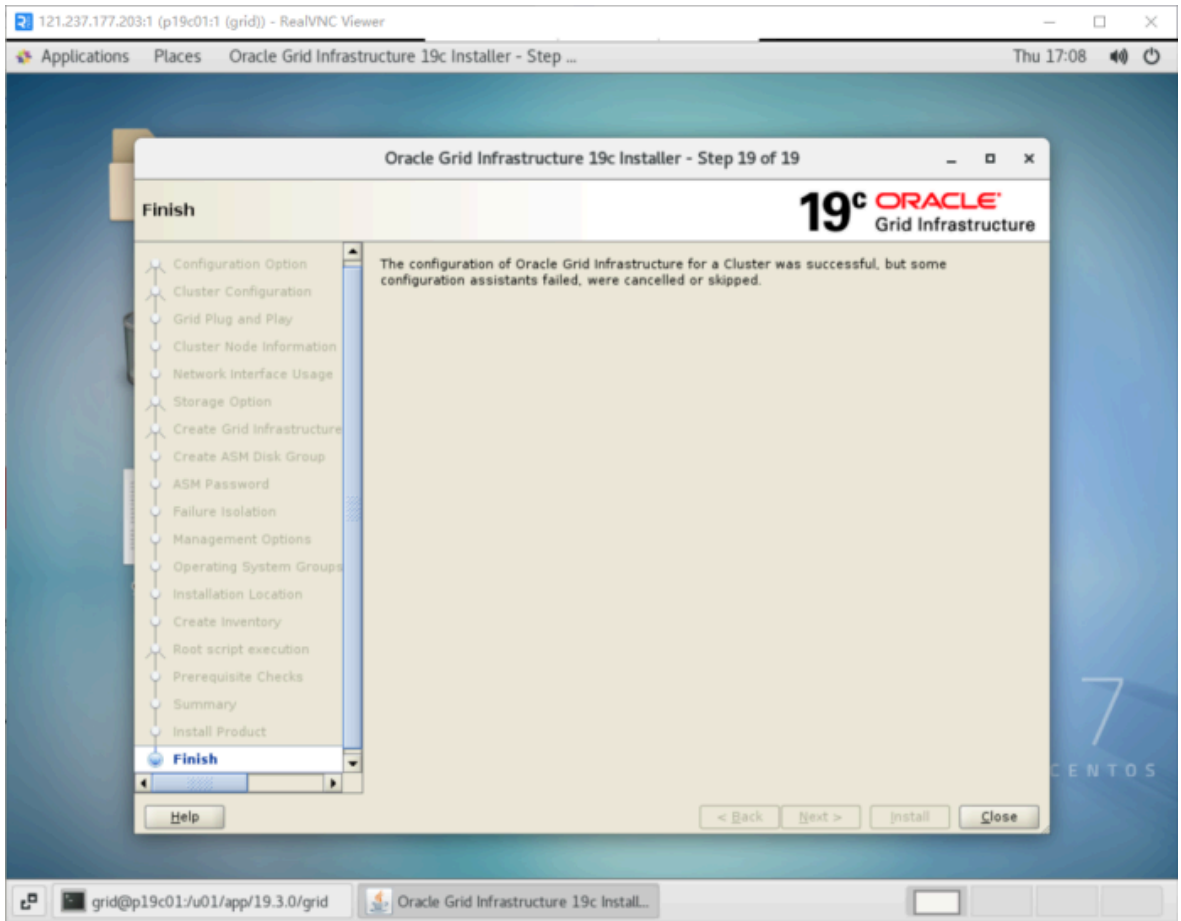 121.237.177.203:1 (p19c01:1 (grid)) - RealVNC Viewer
Applications Places Oracle Grid Infrastructure 19c Installer - Step ... Thu 17:08
Oracle Grid Infrastructure 19c Installer - Step 19 of 19
Finish
19c ORACLE
Grid Infrastructure
Configuration Option
Cluster Configuration
Grid Plug and Play
Cluster Node Information
Network Interface Usage
Storage Option
Create Grid Infrastructure
Create ASM Disk Group
ASM Password
Failure Isolation
Management Options
Operating System Groups
Installation Location
Create Inventory
Root script execution
Prerequisite Checks
Summary
Install Product
Finish
The configuration of Oracle Grid Infrastructure for a Cluster was successful, but some
configuration assistants failed, were cancelled or skipped.
Help < Back Next > Install Close
7
CENTOS
grid@p19c01:/u01/app/19.3.0/grid Oracle Grid Infrastructure 19c Install...